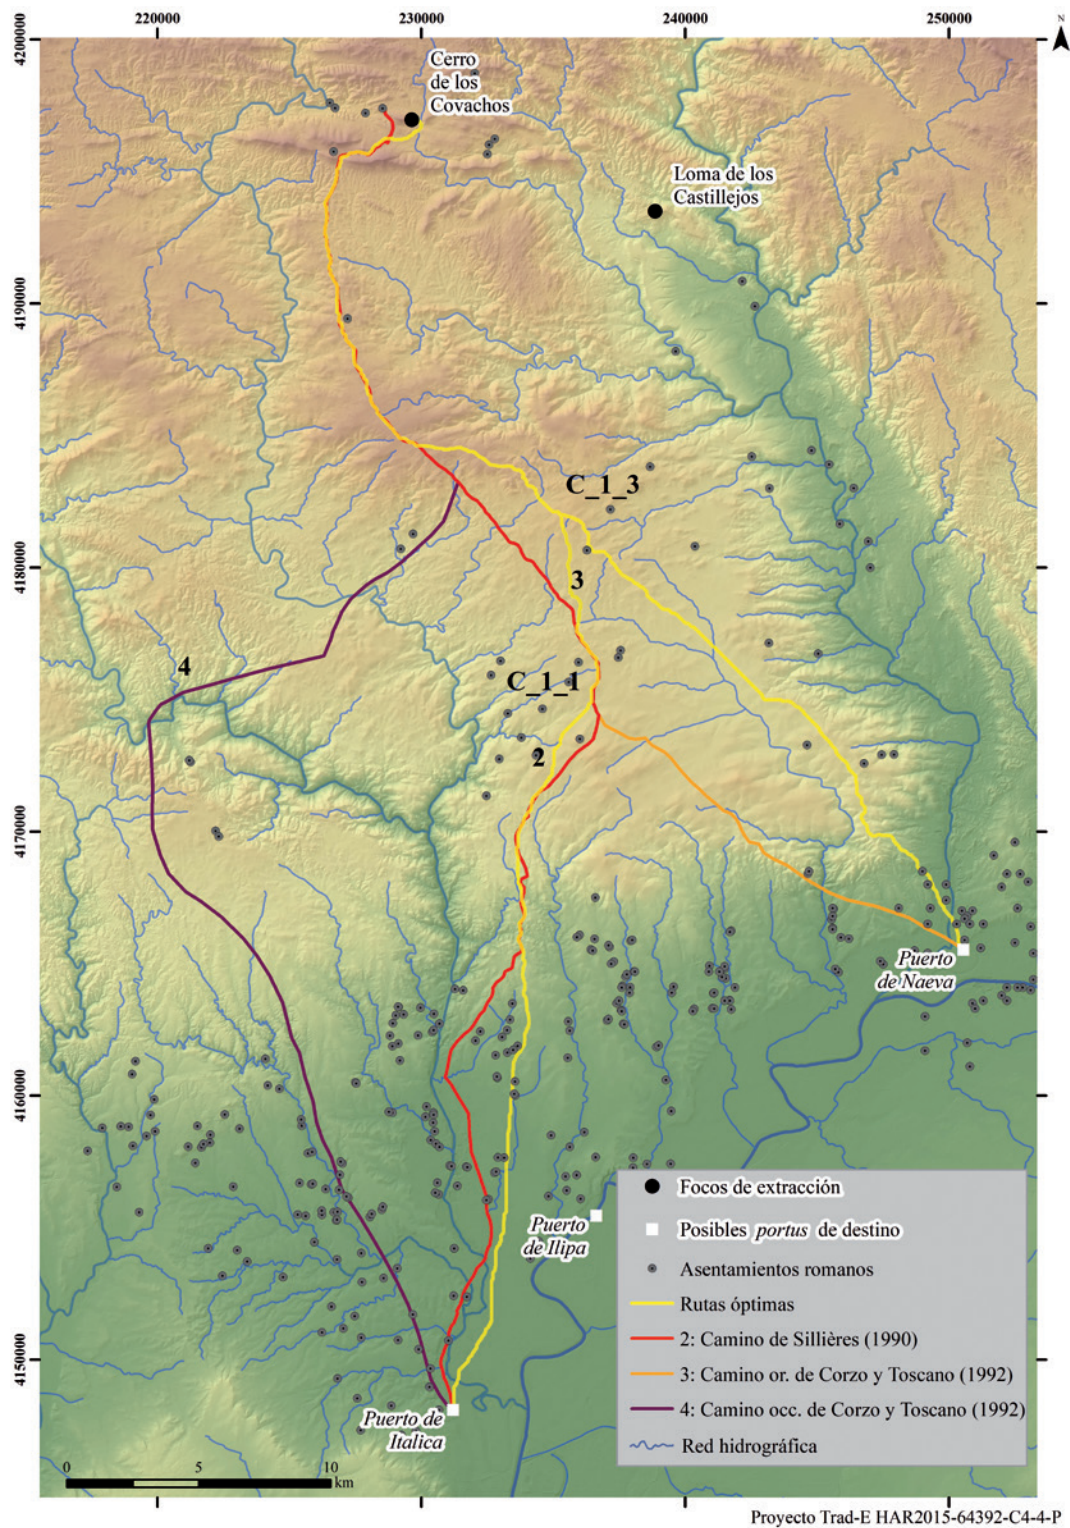 220000 230000 240000 250000
N
4200000
4190000
4180000
4170000
4160000
4150000
Cerro
de los
Covachos
Loma de los
Castillejos
C_1_3
3
4
C_1_1
2
Puerto
de Naeva
Puerto
de Ilipa
Puerto de
Italica
Focos de extracción
Posibles portus de destino
Asentamientos romanos
Rutas óptimas
2: Camino de Sillières (1990)
3: Camino or. de Corzo y Toscano (1992)
4: Camino occ. de Corzo y Toscano (1992)
Red hidrográfica
0 5 10
km
Proyecto Trad-E HAR2015-64392-C4-4-P